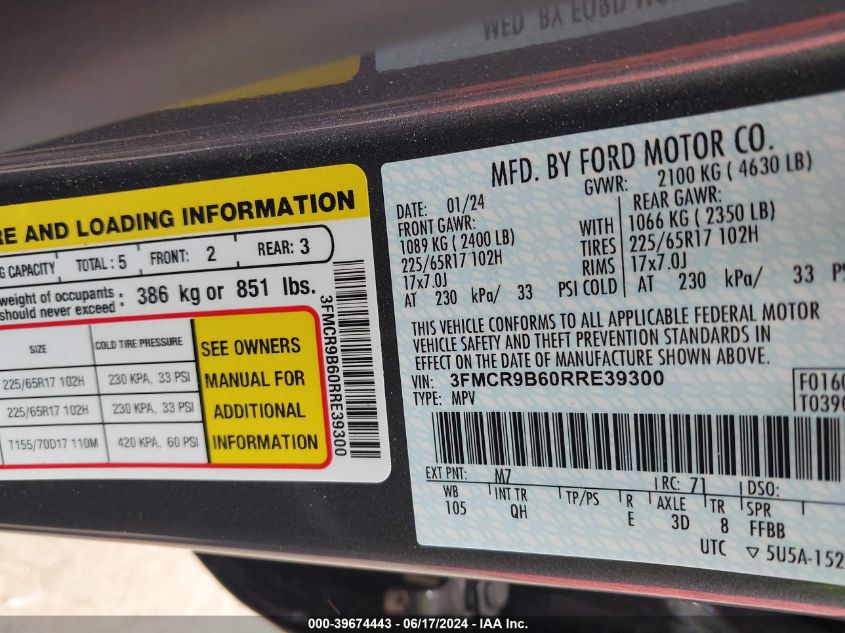 WED BY FORD
RE AND LOADING INFORMATION
G CAPACITY TOTAL: 5 FRONT: 2 REAR: 3
weight of occupants should never exceed : 386 kg or 851 lbs.
SIZE COLD TIRE PRESSURE
225/65R17 102H 230 KPA, 33 PSI
225/65R17 102H 230 KPA, 33 PSI
T155/70D17 110M 420 KPA, 60 PSI
SEE OWNERS
MANUAL FOR
ADDITIONAL
INFORMATION
3FMCR9B60RRE39300
MFD. BY FORD MOTOR CO.
DATE: 01/24 GVWR: 2100 KG ( 4630 LB)
FRONT GAWR: REAR GAWR:
1089 KG ( 2400 LB) WITH 1066 KG ( 2350 LB)
225/65R17 102H TIRES 225/65R17 102H
17x7.0J RIMS 17x7.0J
AT 230 kPa/ 33 PSI COLD AT 230 kPa/ 33 PS
THIS VEHICLE CONFORMS TO ALL APPLICABLE FEDERAL MOTOR
VEHICLE SAFETY AND THEFT PREVENTION STANDARDS IN
EFFECT ON THE DATE OF MANUFACTURE SHOWN ABOVE.
VIN: 3FMCR9B60RRE39300 F0160
TYPE: MPV T0390
EXT PNT: M7 RC: 71 DSO:
WB INT TR TP/PS R AXLE TR SPR
105 QH E 3D 8 FFBB
UTC ▽ 5U5A-152
000-39674443 - 06/17/2024 - IAA Inc.